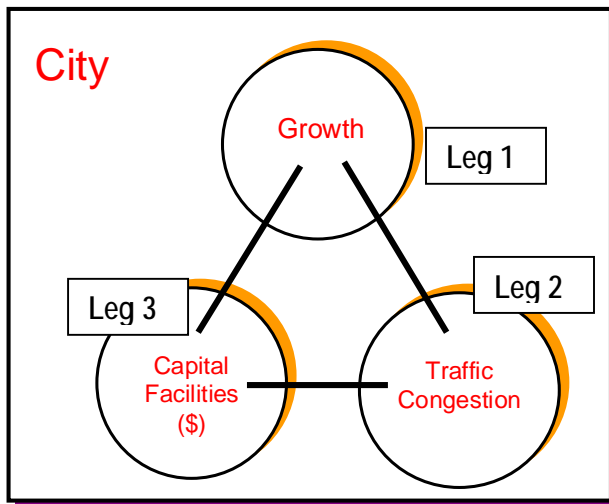 City
Growth
Leg 1
Leg 2
Leg 3
Capital
Facilities
($)
Traffic
Congestion